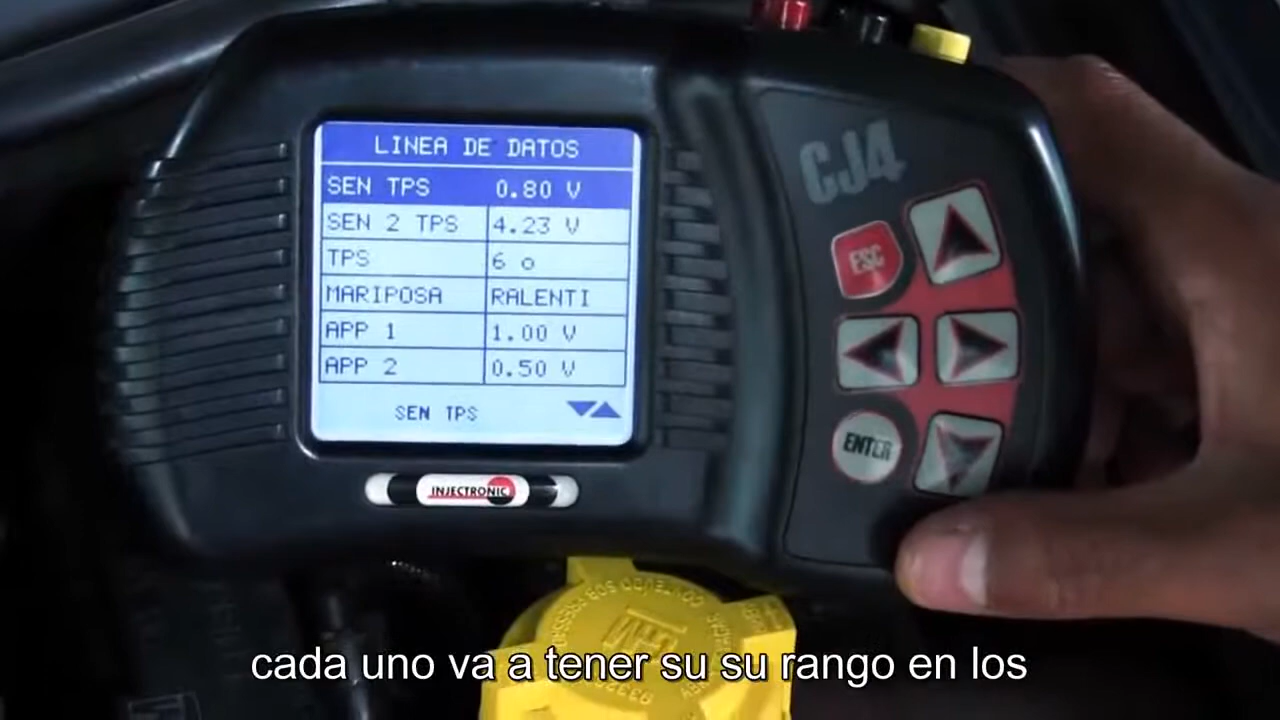 CJ4
LINEA DE DATOS
SEN TPS 0.80 V
SEN 2 TPS 4.23 V
TPS 6 o
MARIPOSA RALENTI
APP 1 1.00 V
APP 2 0.50 V
SEN TPS
ESC
ENTER
INJECTRONIC
cada uno va a tener su su rango en los